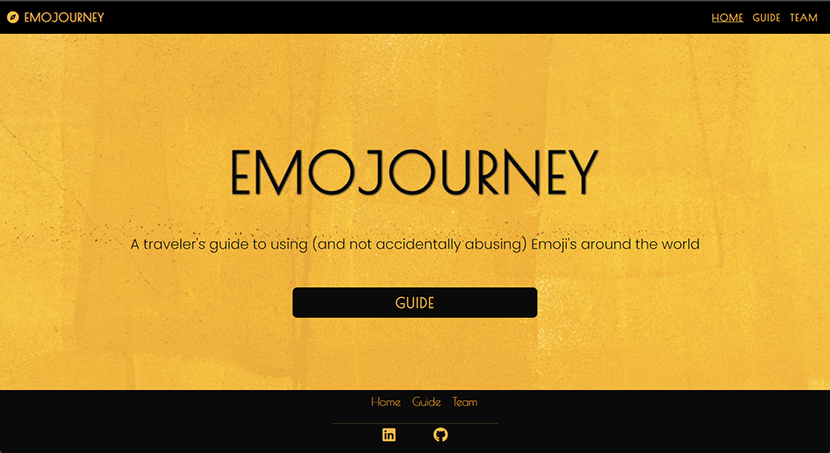 EMOJOURNEY
HOME GUIDE TEAM
EMOJOURNEY
A traveler's guide to using (and not accidentally abusing) Emoji's around the world
GUIDE
Home Guide Team
in